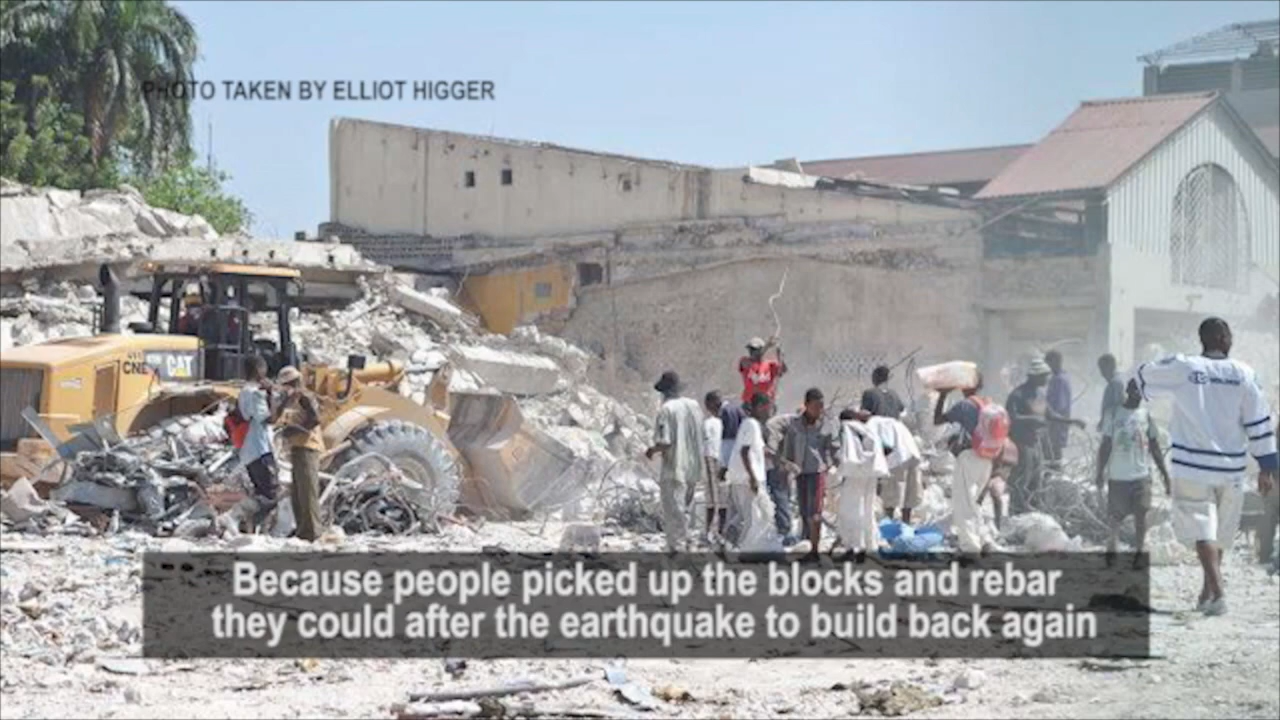 PHOTO TAKEN BY ELLIOT HIGGER
CAT
Because people picked up the blocks and rebar
they could after the earthquake to build back again